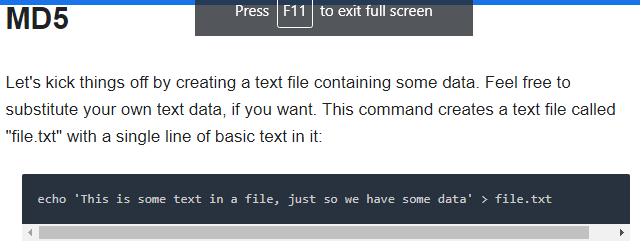 Press F11 to exit full screen
MD5
Let's kick things off by creating a text file containing some data. Feel free to
substitute your own text data, if you want. This command creates a text file called
"file.txt" with a single line of basic text in it:
echo 'This is some text in a file, just so we have some data' > file.txt